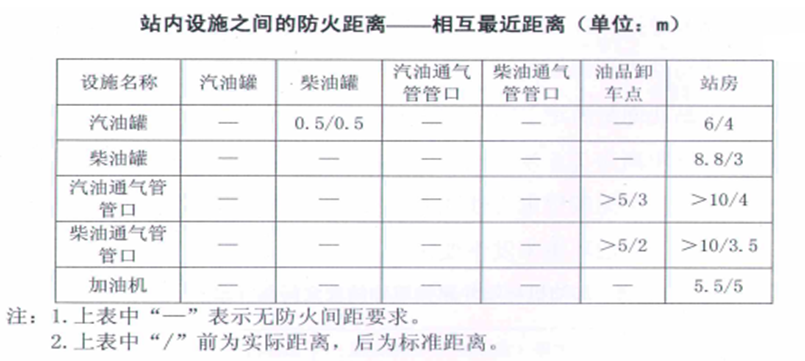 站内设施之间的防火距离——相互最近距离（单位：m）
设施名称 汽油罐 柴油罐 汽油通气管管口 柴油通气管管口 油品卸车点 站房
汽油罐 — 0.5/0.5 — — — 6/4
柴油罐 — — — — — 8.8/3
汽油通气管管口 — — — — >5/3 >10/4
柴油通气管管口 — — — — >5/2 >10/3.5
加油机 — — — — — 5.5/5
注：1.上表中“—”表示无防火间距要求。
2.上表中“/”前为实际距离，后为标准距离。